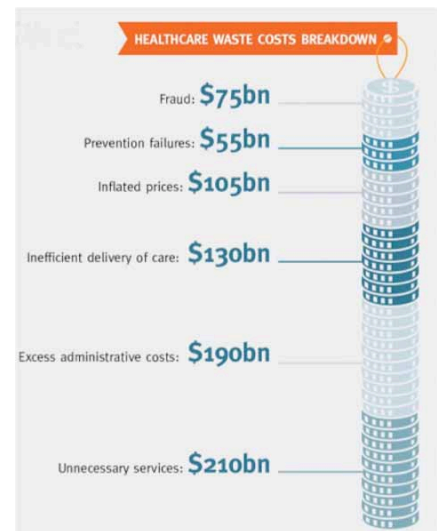 HEALTHCARE WASTE COSTS BREAKDOWN
Fraud: $75bn
Prevention failures: $55bn
Inflated prices: $105bn
Inefficient delivery of care: $130bn
Excess administrative costs: $190bn
Unnecessary services: $210bn